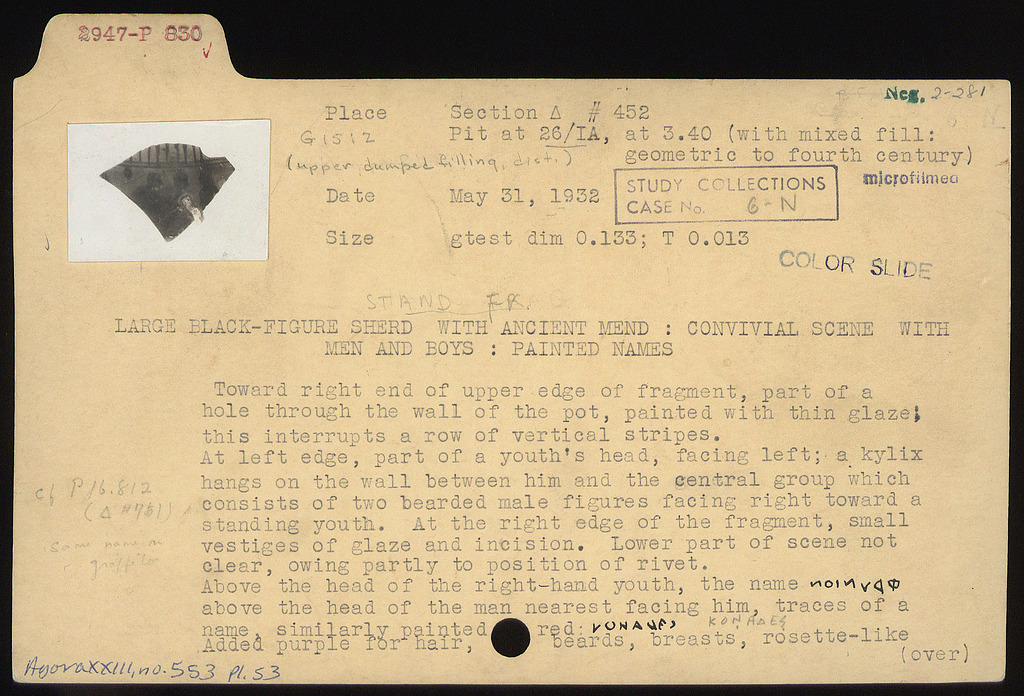 2947-P 830
Neg. 2-281
Place Section Δ # 452
G1512 Pit at 26/IA, at 3.40 (with mixed fill:
(upper dumped filling, dist.) geometric to fourth century)
microfilmed
Date May 31, 1932
STUDY COLLECTIONS
CASE No. 6-N
Size gtest dim 0.133; T 0.013
COLOR SLIDE
STAND FR.
LARGE BLACK-FIGURE SHERD WITH ANCIENT MEND : CONVIVIAL SCENE WITH
MEN AND BOYS : PAINTED NAMES
Toward right end of upper edge of fragment, part of a
hole through the wall of the pot, painted with thin glaze;
this interrupts a row of vertical stripes.
At left edge, part of a youth's head, facing left; a kylix
hangs on the wall between him and the central group which
consists of two bearded male figures facing right toward a
standing youth. At the right edge of the fragment, small
vestiges of glaze and incision. Lower part of scene not
clear, owing partly to position of rivet.
Above the head of the right-hand youth, the name
above the head of the man nearest facing him, traces of a
name, similarly painted red:
Added purple for hair, beards, breasts, rosette-like
(over)
cf P 16.812
(Δ #751)
same name in
graffito
Agora XXIII, no. 553 Pl. 53